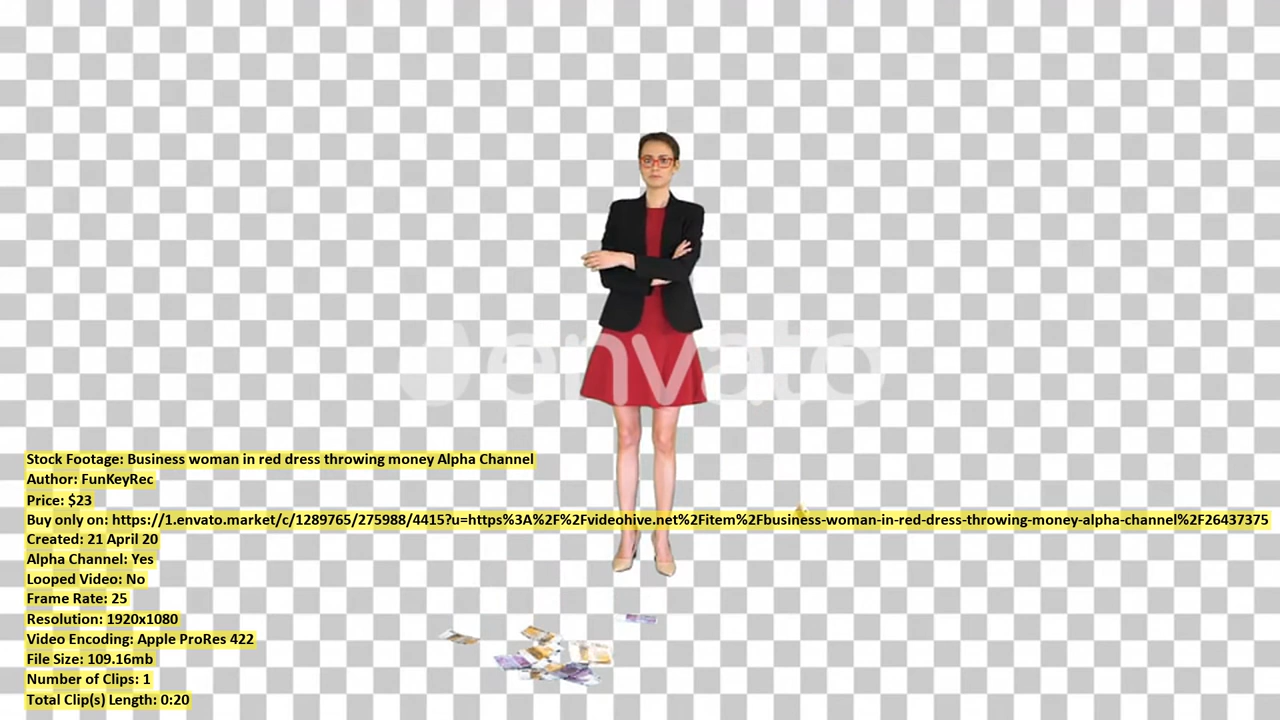 envato
Stock Footage: Business woman in red dress throwing money Alpha Channel
Author: FunKeyRec
Price: $23
Buy only on: https://1.envato.market/c/1289765/275988/4415?u=https%3A%2F%2Fvideohive.net%2Fitem%2Fbusiness-woman-in-red-dress-throwing-money-alpha-channel%2F26437375
Created: 21 April 20
Alpha Channel: Yes
Looped Video: No
Frame Rate: 25
Resolution: 1920x1080
Video Encoding: Apple ProRes 422
File Size: 109.16mb
Number of Clips: 1
Total Clip(s) Length: 0:20